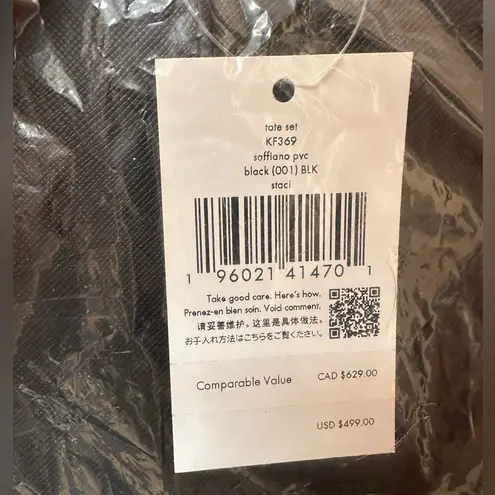 tote set
KF369
saffiano pvc
black (001) BLK
staci
1 96021 41470 1
Take good care. Here's how.
Prenez-en bien soin. Void comment.
请妥善维护。这里是具体做法。
お手入れ方法はこちらをご覧ください。
Comparable Value CAD $629.00
USD $499.00